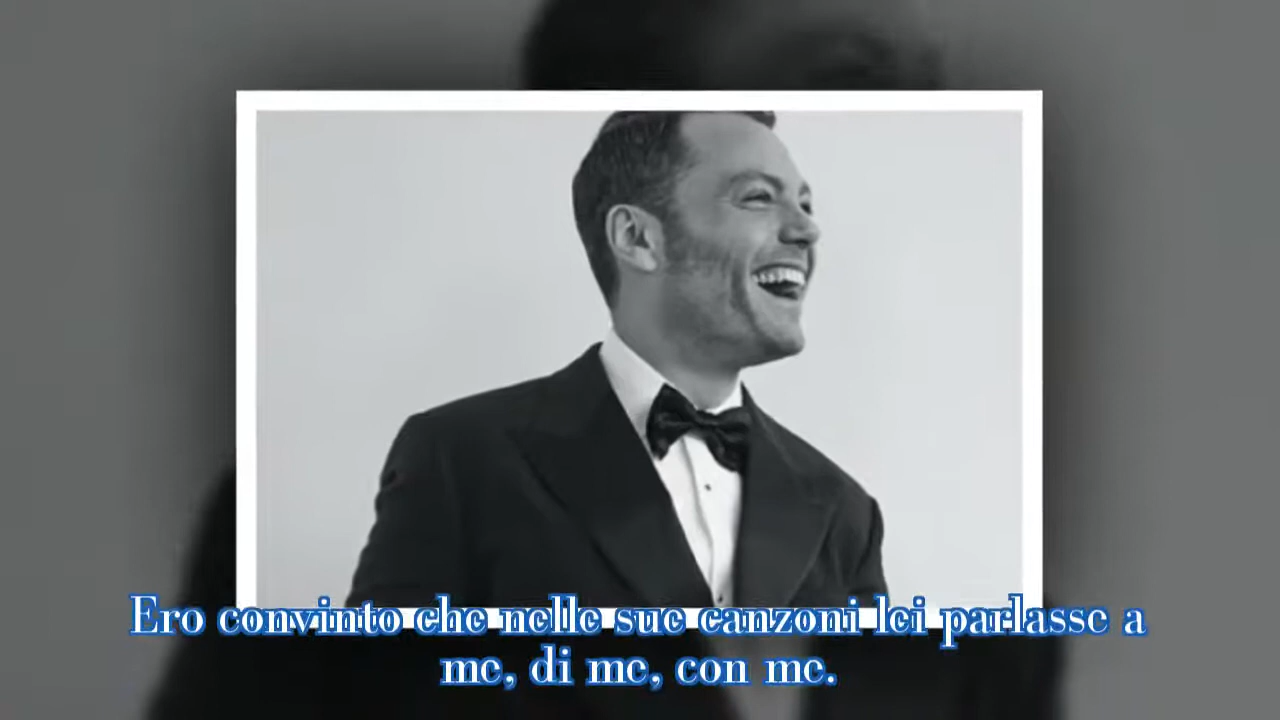 Ero convinto che nelle sue canzoni lei parlasse a
me, di me, con me.